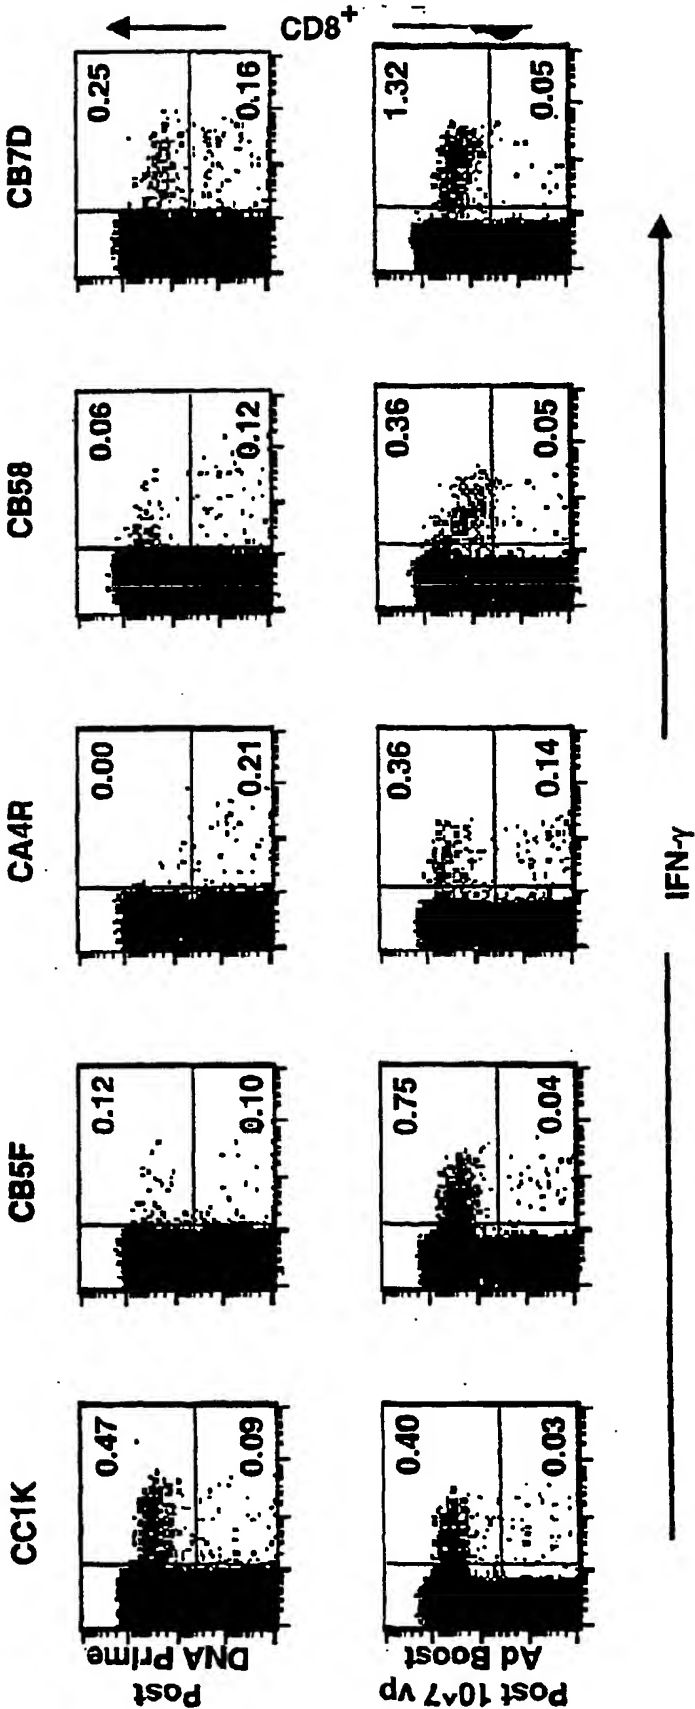 CC1K CB5F CA4R CB58 CB7D
Post
DNA Prime
0.47 0.12 0.00 0.06 0.25
0.09 0.10 0.21 0.12 0.16
CD8+
Post 10^7 vp
Ad Boost
0.40 0.75 0.36 0.36 1.32
0.03 0.04 0.14 0.05 0.05
IFN-γ